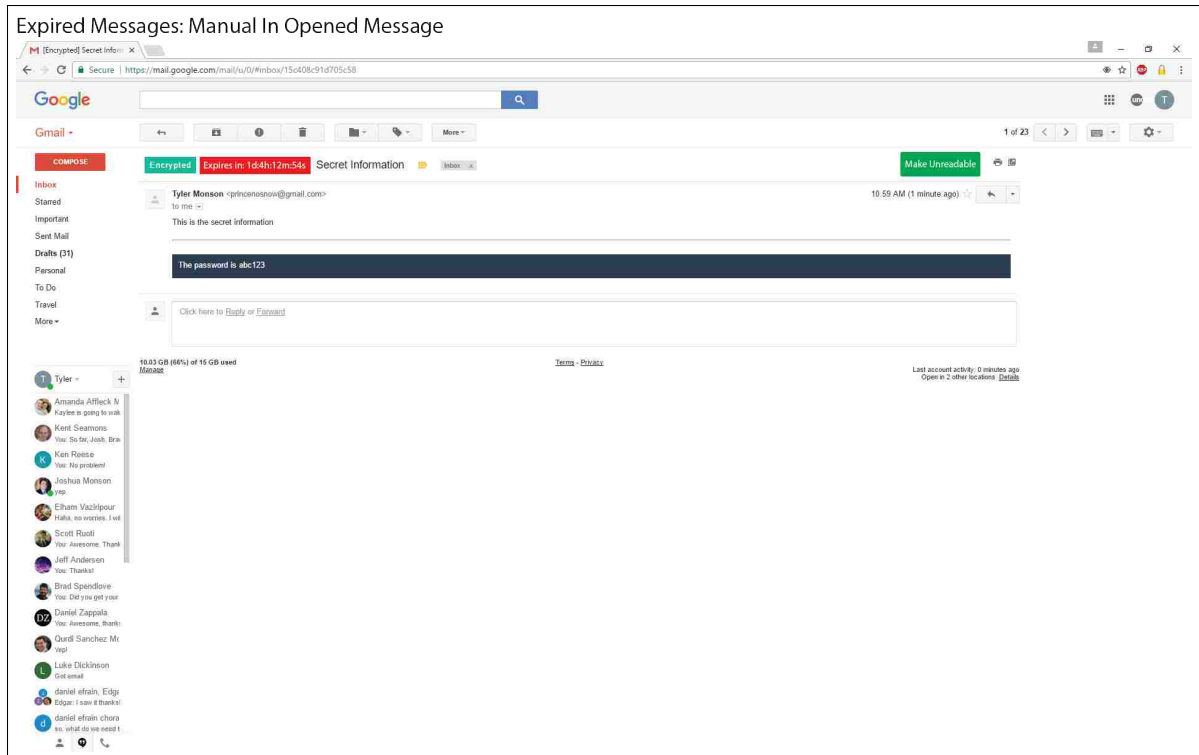 Expired Messages: Manual In Opened Message
[Encrypted] Secret Inform
Secure | https://mail.google.com/mail/u/0/#inbox/15c408c91d705c58
Google
Gmail
More
1 of 23
COMPOSE
Encrypted Expires in: 1d:4h:12m:54s Secret Information Inbox x
Make Unreadable
Inbox
Starred
Important
Sent Mail
Drafts (31)
Personal
To Do
Travel
More
Tyler Monson <princenosnow@gmail.com>
10:59 AM (1 minute ago)
to me
This is the secret information
The password is abc123
Click here to Reply or Forward
10.03 GB (66%) of 15 GB used
Manage
Terms - Privacy
Last account activity: 0 minutes ago
Open in 2 other locations Details
T Tyler
Amanda Affleck M
Kaylee is going to wak
Kent Seamons
You: So far, Josh, Bra
K Ken Reese
You: No problem!
Joshua Monson
yep
Elham Vaziripour
Haha, no worries. I wil
Scott Ruoti
You: Awesome. Thank
Jeff Andersen
You: Thanks!
Brad Spendlove
You: Did you get your
DZ Daniel Zappala
You: Awesome, thanks
Qurdi Sanchez Mc
Yep!
L Luke Dickinson
Got email
daniel efrain, Edga
Edgar: I saw it thanks!
d daniel efrain chora
so, what do we need t